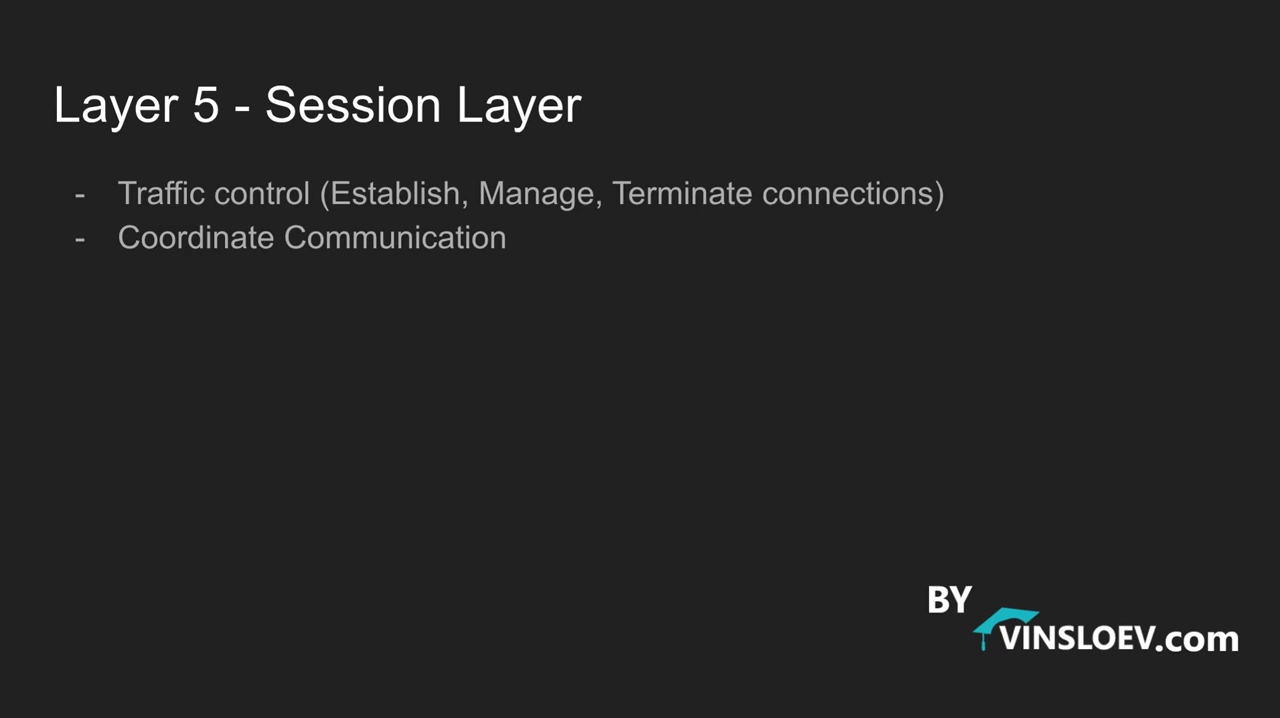 Layer 5 - Session Layer
- Traffic control (Establish, Manage, Terminate connections)
- Coordinate Communication
BY
VINSLOEV.com